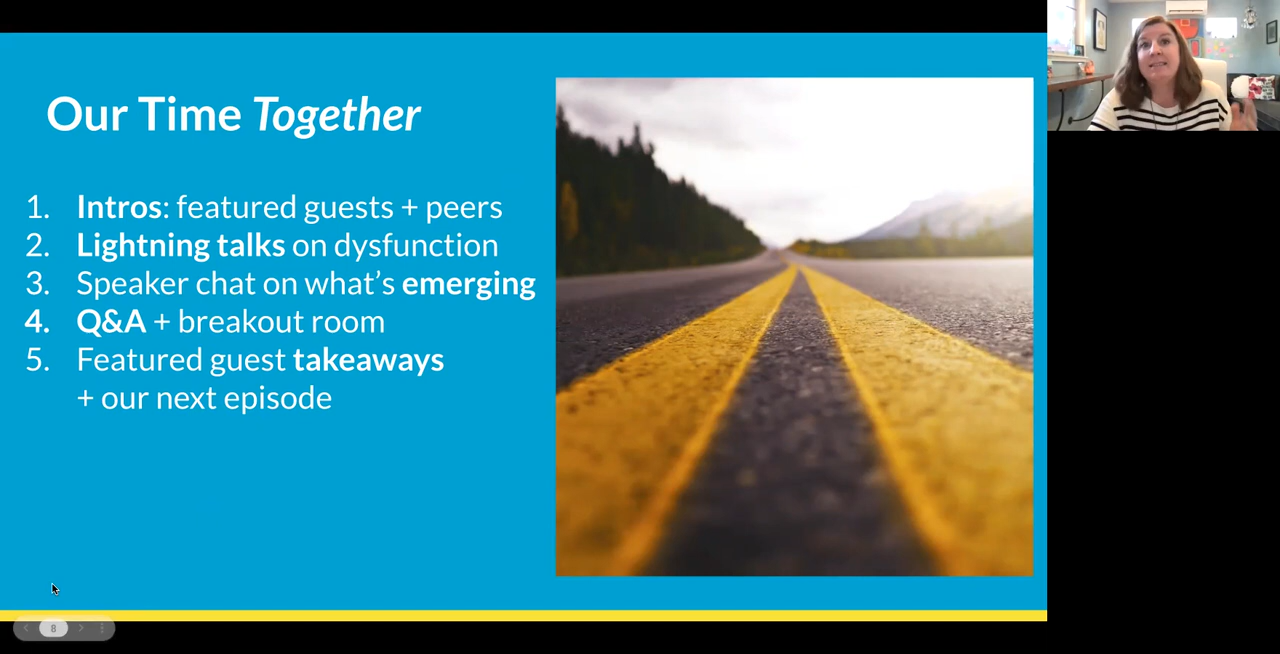 Our Time Together
1. Intros: featured guests + peers
2. Lightning talks on dysfunction
3. Speaker chat on what’s emerging
4. Q&A + breakout room
5. Featured guest takeaways
+ our next episode
8